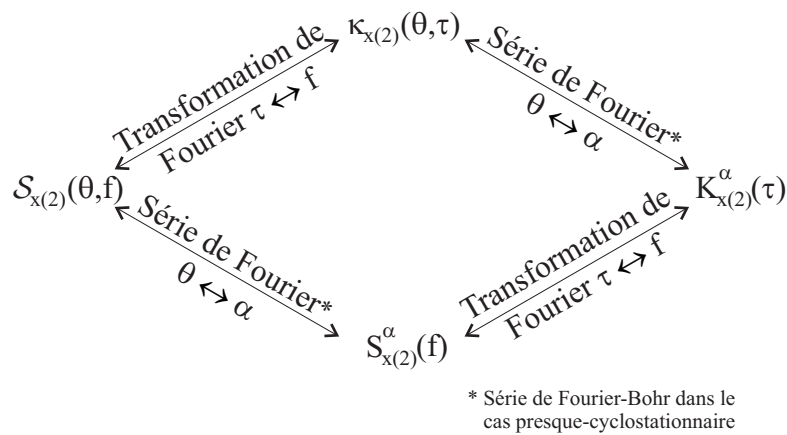 κx(2)(θ,τ)
Transformation de
Fourier τ ↔ f
Série de Fourier*
θ ↔ α
𝒮x(2)(θ,f)
K^α_x(2)(τ)
Série de Fourier*
θ ↔ α
Transformation de
Fourier τ ↔ f
S^α_x(2)(f)
* Série de Fourier-Bohr dans le
cas presque-cyclostationnaire